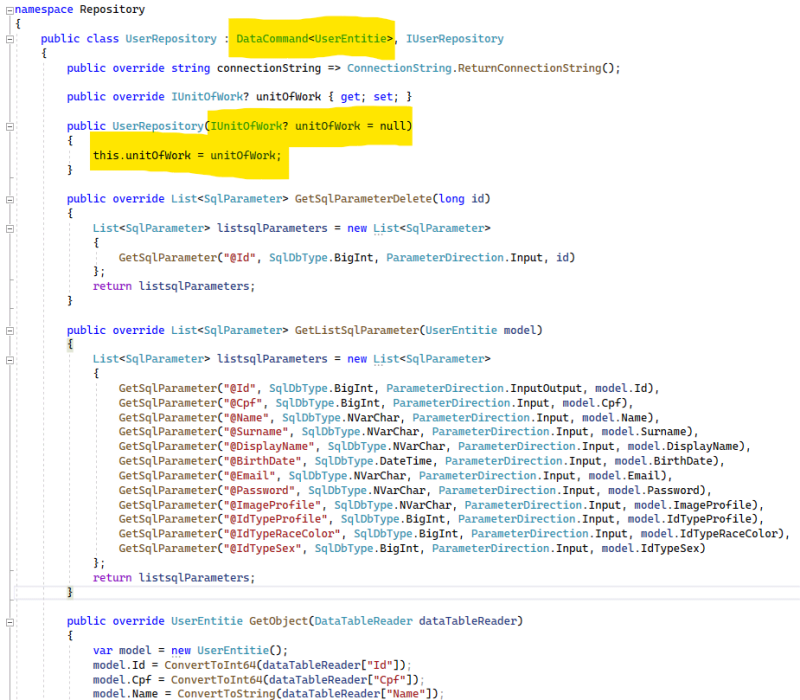 namespace Repository
{
public class UserRepository : DataCommand<UserEntitie>, IUserRepository
{
public override string connectionString => ConnectionString.ReturnConnectionString();
public override IUnitOfWork? unitOfWork { get; set; }
public UserRepository(IUnitOfWork? unitOfWork = null)
{
this.unitOfWork = unitOfWork;
}
public override List<SqlParameter> GetSqlParameterDelete(long id)
{
List<SqlParameter> listsqlParameters = new List<SqlParameter>
{
GetSqlParameter("@Id", SqlDbType.BigInt, ParameterDirection.Input, id)
};
return listsqlParameters;
}
public override List<SqlParameter> GetListSqlParameter(UserEntitie model)
{
List<SqlParameter> listsqlParameters = new List<SqlParameter>
{
GetSqlParameter("@Id", SqlDbType.BigInt, ParameterDirection.InputOutput, model.Id),
GetSqlParameter("@Cpf", SqlDbType.BigInt, ParameterDirection.Input, model.Cpf),
GetSqlParameter("@Name", SqlDbType.NVarChar, ParameterDirection.Input, model.Name),
GetSqlParameter("@Surname", SqlDbType.NVarChar, ParameterDirection.Input, model.Surname),
GetSqlParameter("@DisplayName", SqlDbType.NVarChar, ParameterDirection.Input, model.DisplayName),
GetSqlParameter("@BirthDate", SqlDbType.DateTime, ParameterDirection.Input, model.BirthDate),
GetSqlParameter("@Email", SqlDbType.NVarChar, ParameterDirection.Input, model.Email),
GetSqlParameter("@Password", SqlDbType.NVarChar, ParameterDirection.Input, model.Password),
GetSqlParameter("@ImageProfile", SqlDbType.NVarChar, ParameterDirection.Input, model.ImageProfile),
GetSqlParameter("@IdTypeProfile", SqlDbType.BigInt, ParameterDirection.Input, model.IdTypeProfile),
GetSqlParameter("@IdTypeRaceColor", SqlDbType.BigInt, ParameterDirection.Input, model.IdTypeRaceColor),
GetSqlParameter("@IdTypeSex", SqlDbType.BigInt, ParameterDirection.Input, model.IdTypeSex)
};
return listsqlParameters;
}
public override UserEntitie GetObject(DataTableReader dataTableReader)
{
var model = new UserEntitie();
model.Id = ConvertToInt64(dataTableReader["Id"]);
model.Cpf = ConvertToInt64(dataTableReader["Cpf"]);
model.Name = ConvertToString(dataTableReader["Name"]);